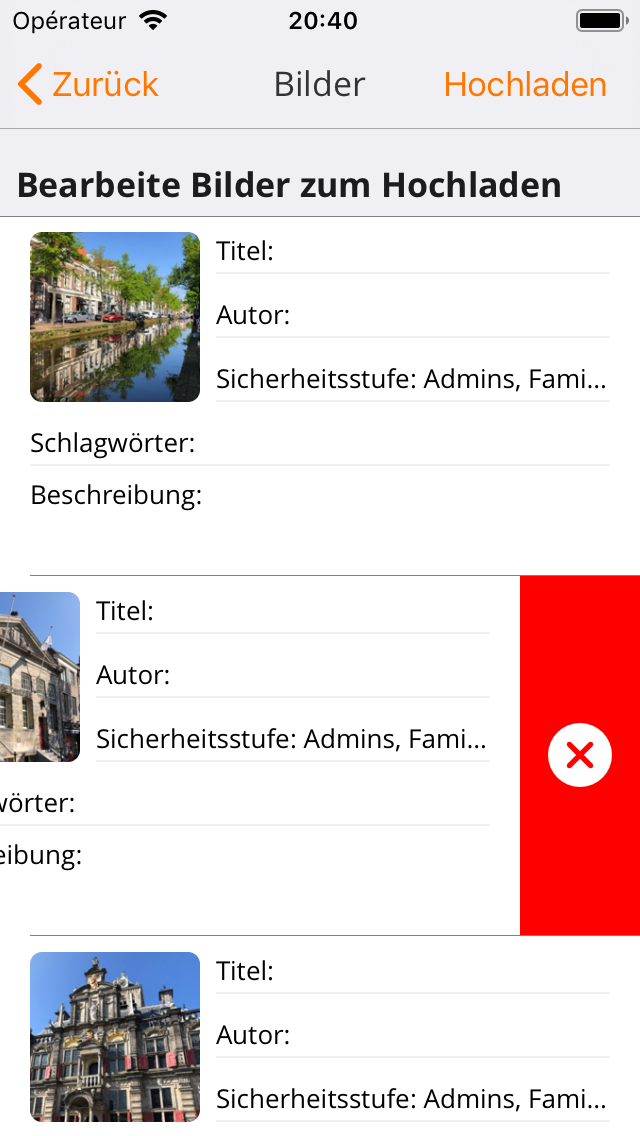 Opérateur 20:40
Zurück Bilder Hochladen
Bearbeite Bilder zum Hochladen
Titel:
Autor:
Sicherheitsstufe: Admins, Fami...
Schlagwörter:
Beschreibung:
Titel:
Autor:
Sicherheitsstufe: Admins, Fami...
wörter:
eibung:
Titel:
Autor:
Sicherheitsstufe: Admins, Fami...